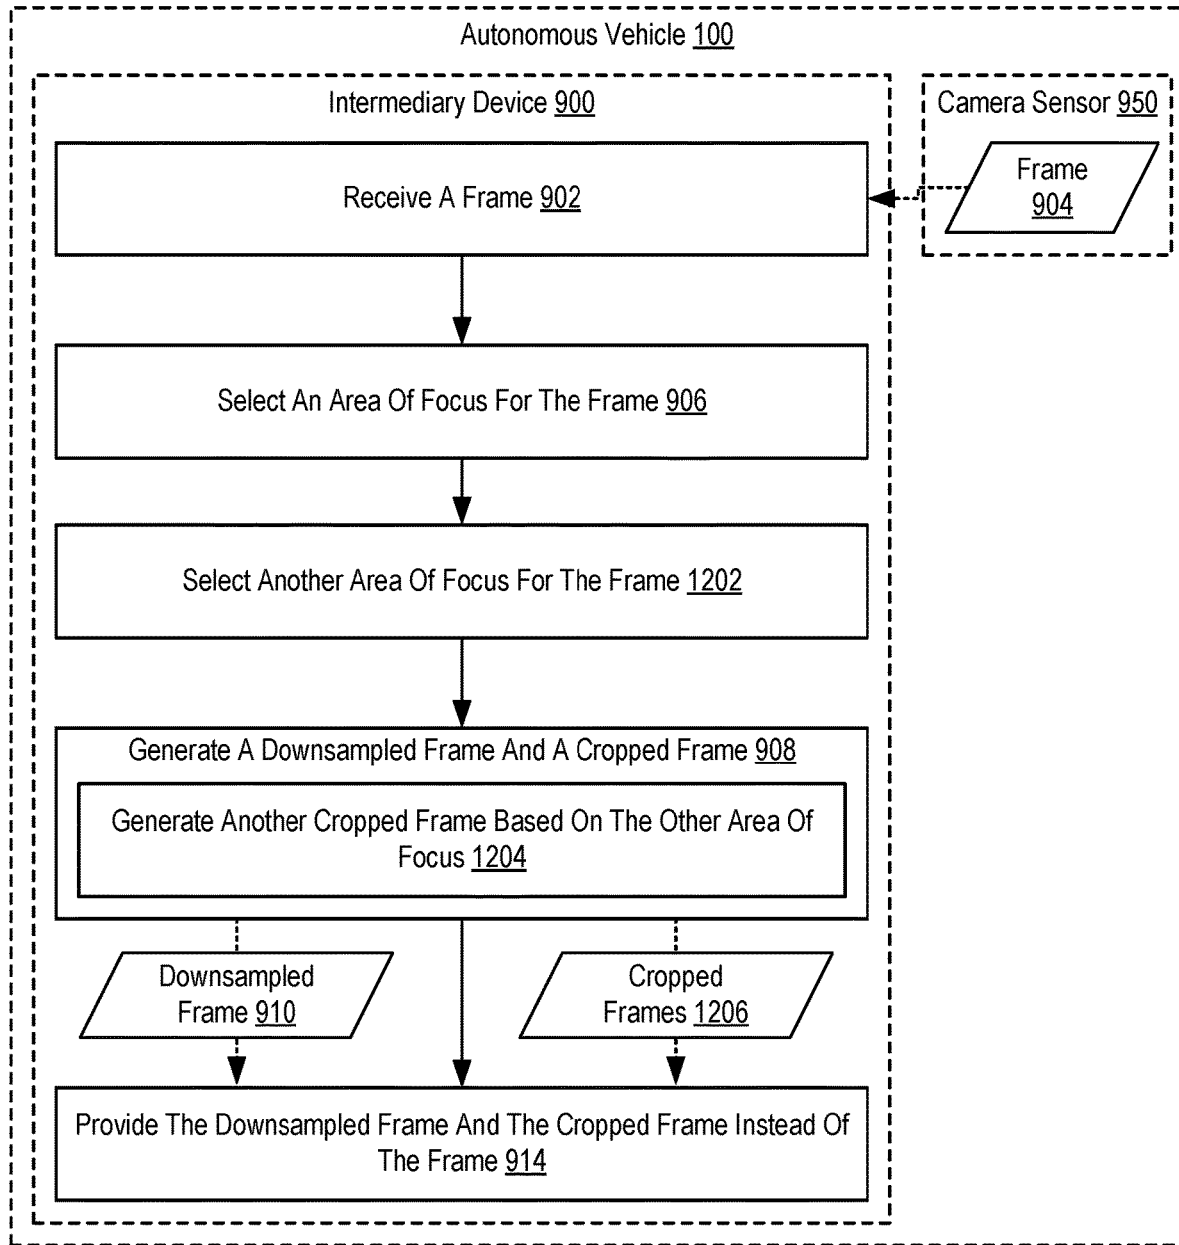 Autonomous Vehicle 100
Intermediary Device 900
Camera Sensor 950
Receive A Frame 902
Frame
904
Select An Area Of Focus For The Frame 906
Select Another Area Of Focus For The Frame 1202
Generate A Downsampled Frame And A Cropped Frame 908
Generate Another Cropped Frame Based On The Other Area Of
Focus 1204
Downsampled
Frame 910
Cropped
Frames 1206
Provide The Downsampled Frame And The Cropped Frame Instead Of
The Frame 914